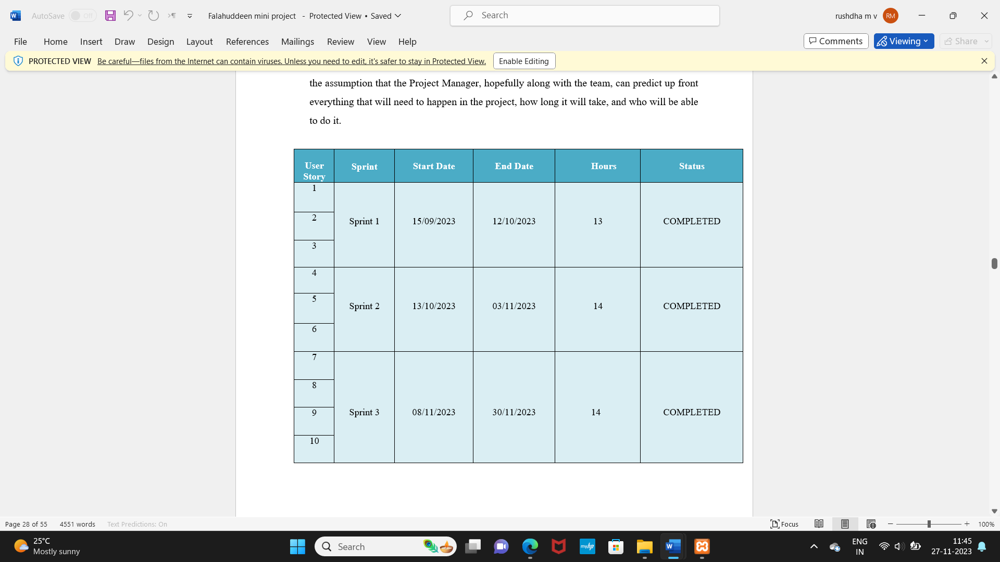 AutoSave Off Falahuddeen mini project - Protected View • Saved Search rushdha m v RM
File Home Insert Draw Design Layout References Mailings Review View Help Comments Viewing Share
PROTECTED VIEW Be careful—files from the Internet can contain viruses. Unless you need to edit, it's safer to stay in Protected View. Enable Editing
the assumption that the Project Manager, hopefully along with the team, can predict up front
everything that will need to happen in the project, how long it will take, and who will be able
to do it.
User Story Sprint Start Date End Date Hours Status
1
2
3
Sprint 1 15/09/2023 12/10/2023 13 COMPLETED
4
5
6
Sprint 2 13/10/2023 03/11/2023 14 COMPLETED
7
8
9
10
Sprint 3 08/11/2023 30/11/2023 14 COMPLETED
Page 28 of 55 4551 words Text Predictions: On Focus 100%
25°C
Mostly sunny
Search
myhp
ENG
IN
11:45
27-11-2023